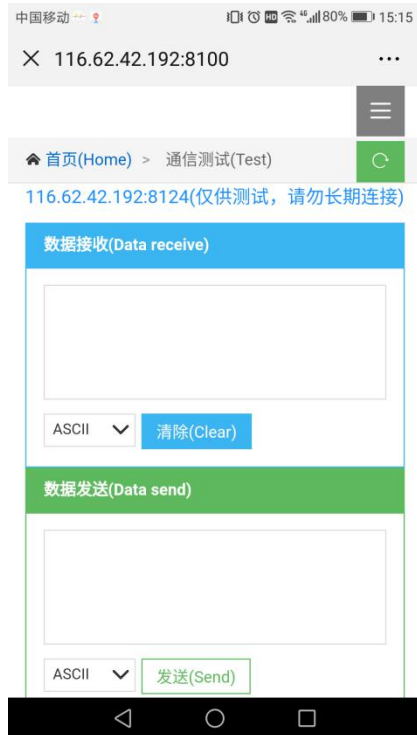 中国移动 HD 46 80% 15:15
116.62.42.192:8100
首页(Home) > 通信测试(Test)
116.62.42.192:8124(仅供测试，请勿长期连接)
数据接收(Data receive)
ASCII 清除(Clear)
数据发送(Data send)
ASCII 发送(Send)